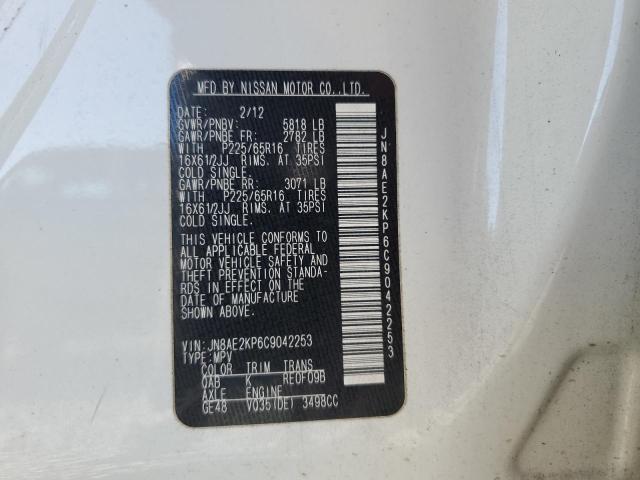 MFD BY NISSAN MOTOR CO.,LTD.
DATE: 2/12
GVWR/PNBV: 5818 LB
GAWR/PNBE FR: 2782 LB
WITH P225/65R16 TIRES
16X61/2JJ RIMS. AT 35PSI
COLD SINGLE.
GAWR/PNBE RR: 3071 LB
WITH P225/65R16 TIRES
16X61/2JJ RIMS. AT 35PSI
COLD SINGLE.
THIS VEHICLE CONFORMS TO
ALL APPLICABLE FEDERAL
MOTOR VEHICLE SAFETY AND
THEFT PREVENTION STANDA-
RDS IN EFFECT ON THE
DATE OF MANUFACTURE
SHOWN ABOVE.
VIN:JN8AE2KP6C9042253
TYPE:MPV
COLOR TRIM TRANS
QAB K RE0F09B
AXLE ENGINE
GE48 VQ35(DE) 3498CC
JN8AE2KP6C9042253